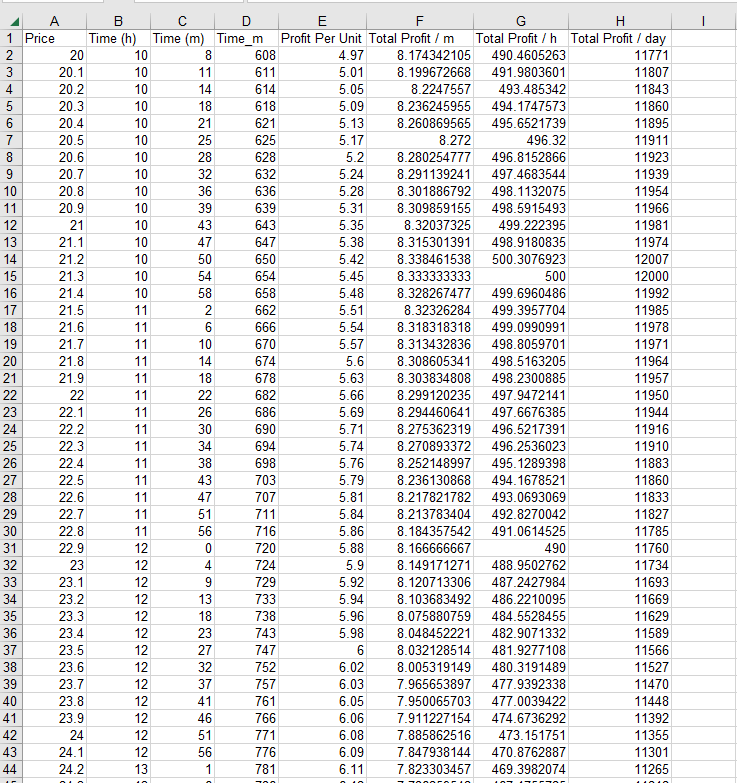 A B C D E F G H I
1 Price Time (h) Time (m) Time_m Profit Per Unit Total Profit / m Total Profit / h Total Profit / day
2 20 10 8 608 4.97 8.174342105 490.4605263 11771
3 20.1 10 11 611 5.01 8.199672668 491.9803601 11807
4 20.2 10 14 614 5.05 8.2247557 493.485342 11843
5 20.3 10 18 618 5.09 8.236245955 494.1747573 11860
6 20.4 10 21 621 5.13 8.260869565 495.6521739 11895
7 20.5 10 25 625 5.17 8.272 496.32 11911
8 20.6 10 28 628 5.2 8.280254777 496.8152866 11923
9 20.7 10 32 632 5.24 8.291139241 497.4683544 11939
10 20.8 10 36 636 5.28 8.301886792 498.1132075 11954
11 20.9 10 39 639 5.31 8.309859155 498.5915493 11966
12 21 10 43 643 5.35 8.32037325 499.222395 11981
13 21.1 10 47 647 5.38 8.315301391 498.9180835 11974
14 21.2 10 50 650 5.42 8.338461538 500.3076923 12007
15 21.3 10 54 654 5.45 8.333333333 500 12000
16 21.4 10 58 658 5.48 8.328267477 499.6960486 11992
17 21.5 11 2 662 5.51 8.32326284 499.3957704 11985
18 21.6 11 6 666 5.54 8.318318318 499.0990991 11978
19 21.7 11 10 670 5.57 8.313432836 498.8059701 11971
20 21.8 11 14 674 5.6 8.308605341 498.5163205 11964
21 21.9 11 18 678 5.63 8.303834808 498.2300885 11957
22 22 11 22 682 5.66 8.299120235 497.9472141 11950
23 22.1 11 26 686 5.69 8.294460641 497.6676385 11944
24 22.2 11 30 690 5.71 8.275362319 496.5217391 11916
25 22.3 11 34 694 5.74 8.270893372 496.2536023 11910
26 22.4 11 38 698 5.76 8.252148997 495.1289398 11883
27 22.5 11 43 703 5.79 8.236130868 494.1678521 11860
28 22.6 11 47 707 5.81 8.217821782 493.0693069 11833
29 22.7 11 51 711 5.84 8.213783404 492.8270042 11827
30 22.8 11 56 716 5.86 8.184357542 491.0614525 11785
31 22.9 12 0 720 5.88 8.166666667 490 11760
32 23 12 4 724 5.9 8.149171271 488.9502762 11734
33 23.1 12 9 729 5.92 8.120713306 487.2427984 11693
34 23.2 12 13 733 5.94 8.103683492 486.2210095 11669
35 23.3 12 18 738 5.96 8.075880759 484.5528455 11629
36 23.4 12 23 743 5.98 8.048452221 482.9071332 11589
37 23.5 12 27 747 6 8.032128514 481.9277108 11566
38 23.6 12 32 752 6.02 8.005319149 480.3191489 11527
39 23.7 12 37 757 6.03 7.965653897 477.9392338 11470
40 23.8 12 41 761 6.05 7.950065703 477.0039422 11448
41 23.9 12 46 766 6.06 7.911227154 474.6736292 11392
42 24 12 51 771 6.08 7.885862516 473.151751 11355
43 24.1 12 56 776 6.09 7.847938144 470.8762887 11301
44 24.2 13 1 781 6.11 7.823303457 469.3982074 11265